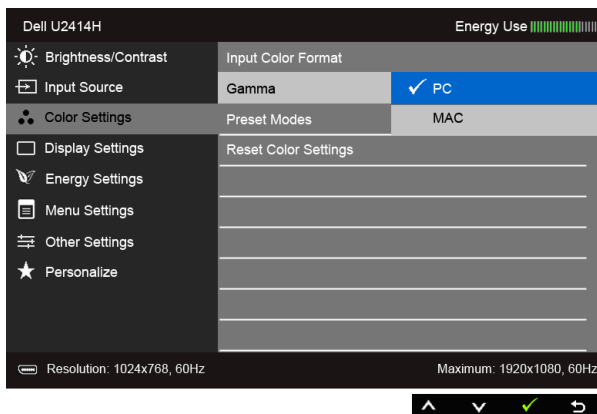 Dell U2414H Energy Use
Brightness/Contrast Input Color Format
Input Source Gamma PC
Color Settings Preset Modes MAC
Display Settings Reset Color Settings
Energy Settings
Menu Settings
Other Settings
Personalize
Resolution: 1024x768, 60Hz Maximum: 1920x1080, 60Hz